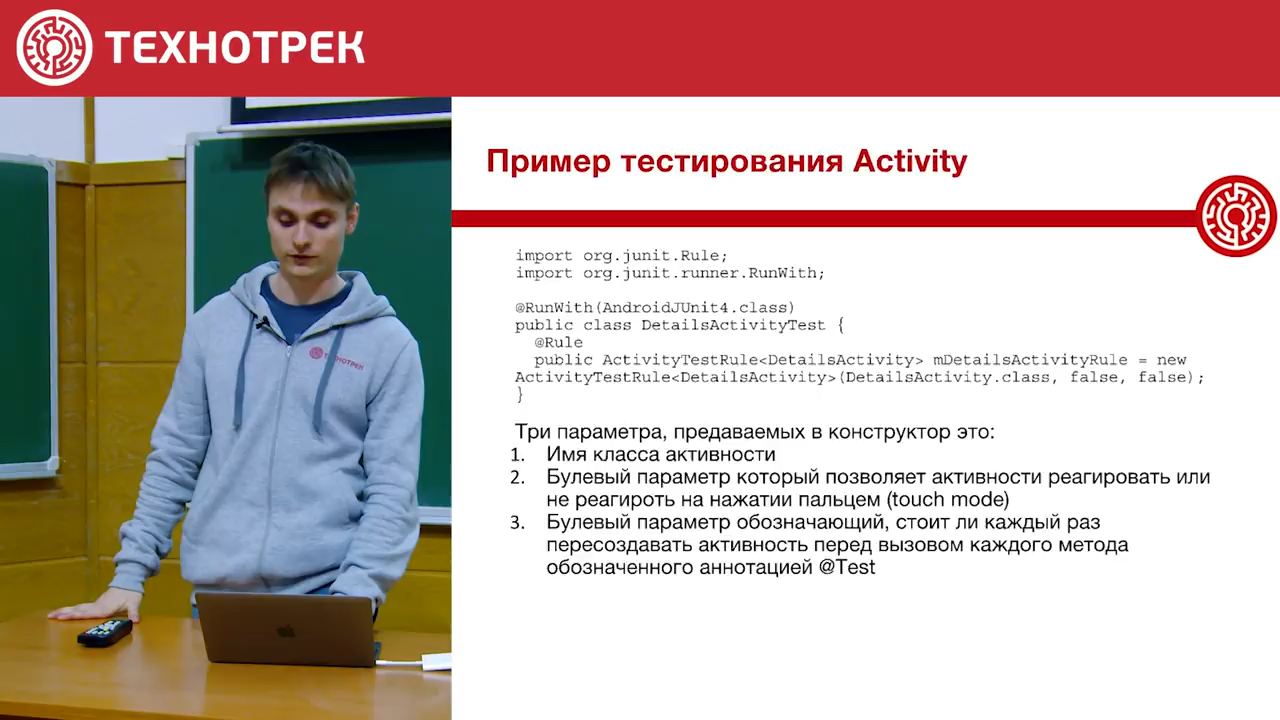 ТЕХНОТРЕК
Пример тестирования Activity
import org.junit.Rule;
import org.junit.runner.RunWith;
@RunWith(AndroidJUnit4.class)
public class DetailsActivityTest {
@Rule
public ActivityTestRule<DetailsActivity> mDetailsActivityRule = new
ActivityTestRule<DetailsActivity>(DetailsActivity.class, false, false);
}
Три параметра, предаваемых в конструктор это:
1. Имя класса активности
2. Булевый параметр который позволяет активности реагировать или
не реагироть на нажатии пальцем (touch mode)
3. Булевый параметр обозначающий, стоит ли каждый раз
пересоздавать активность перед вызовом каждого метода
обозначенного аннотацией @Test
ТЕХНОТРЕК